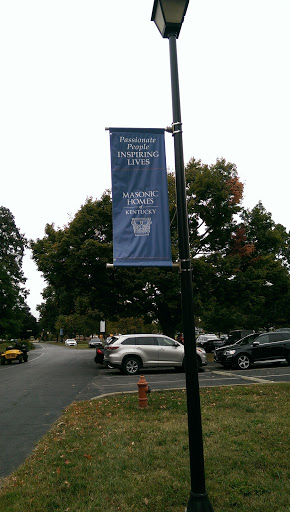 Passionate
People
INSPIRING
LIVES
MASONIC
HOMES
of
KENTUCKY